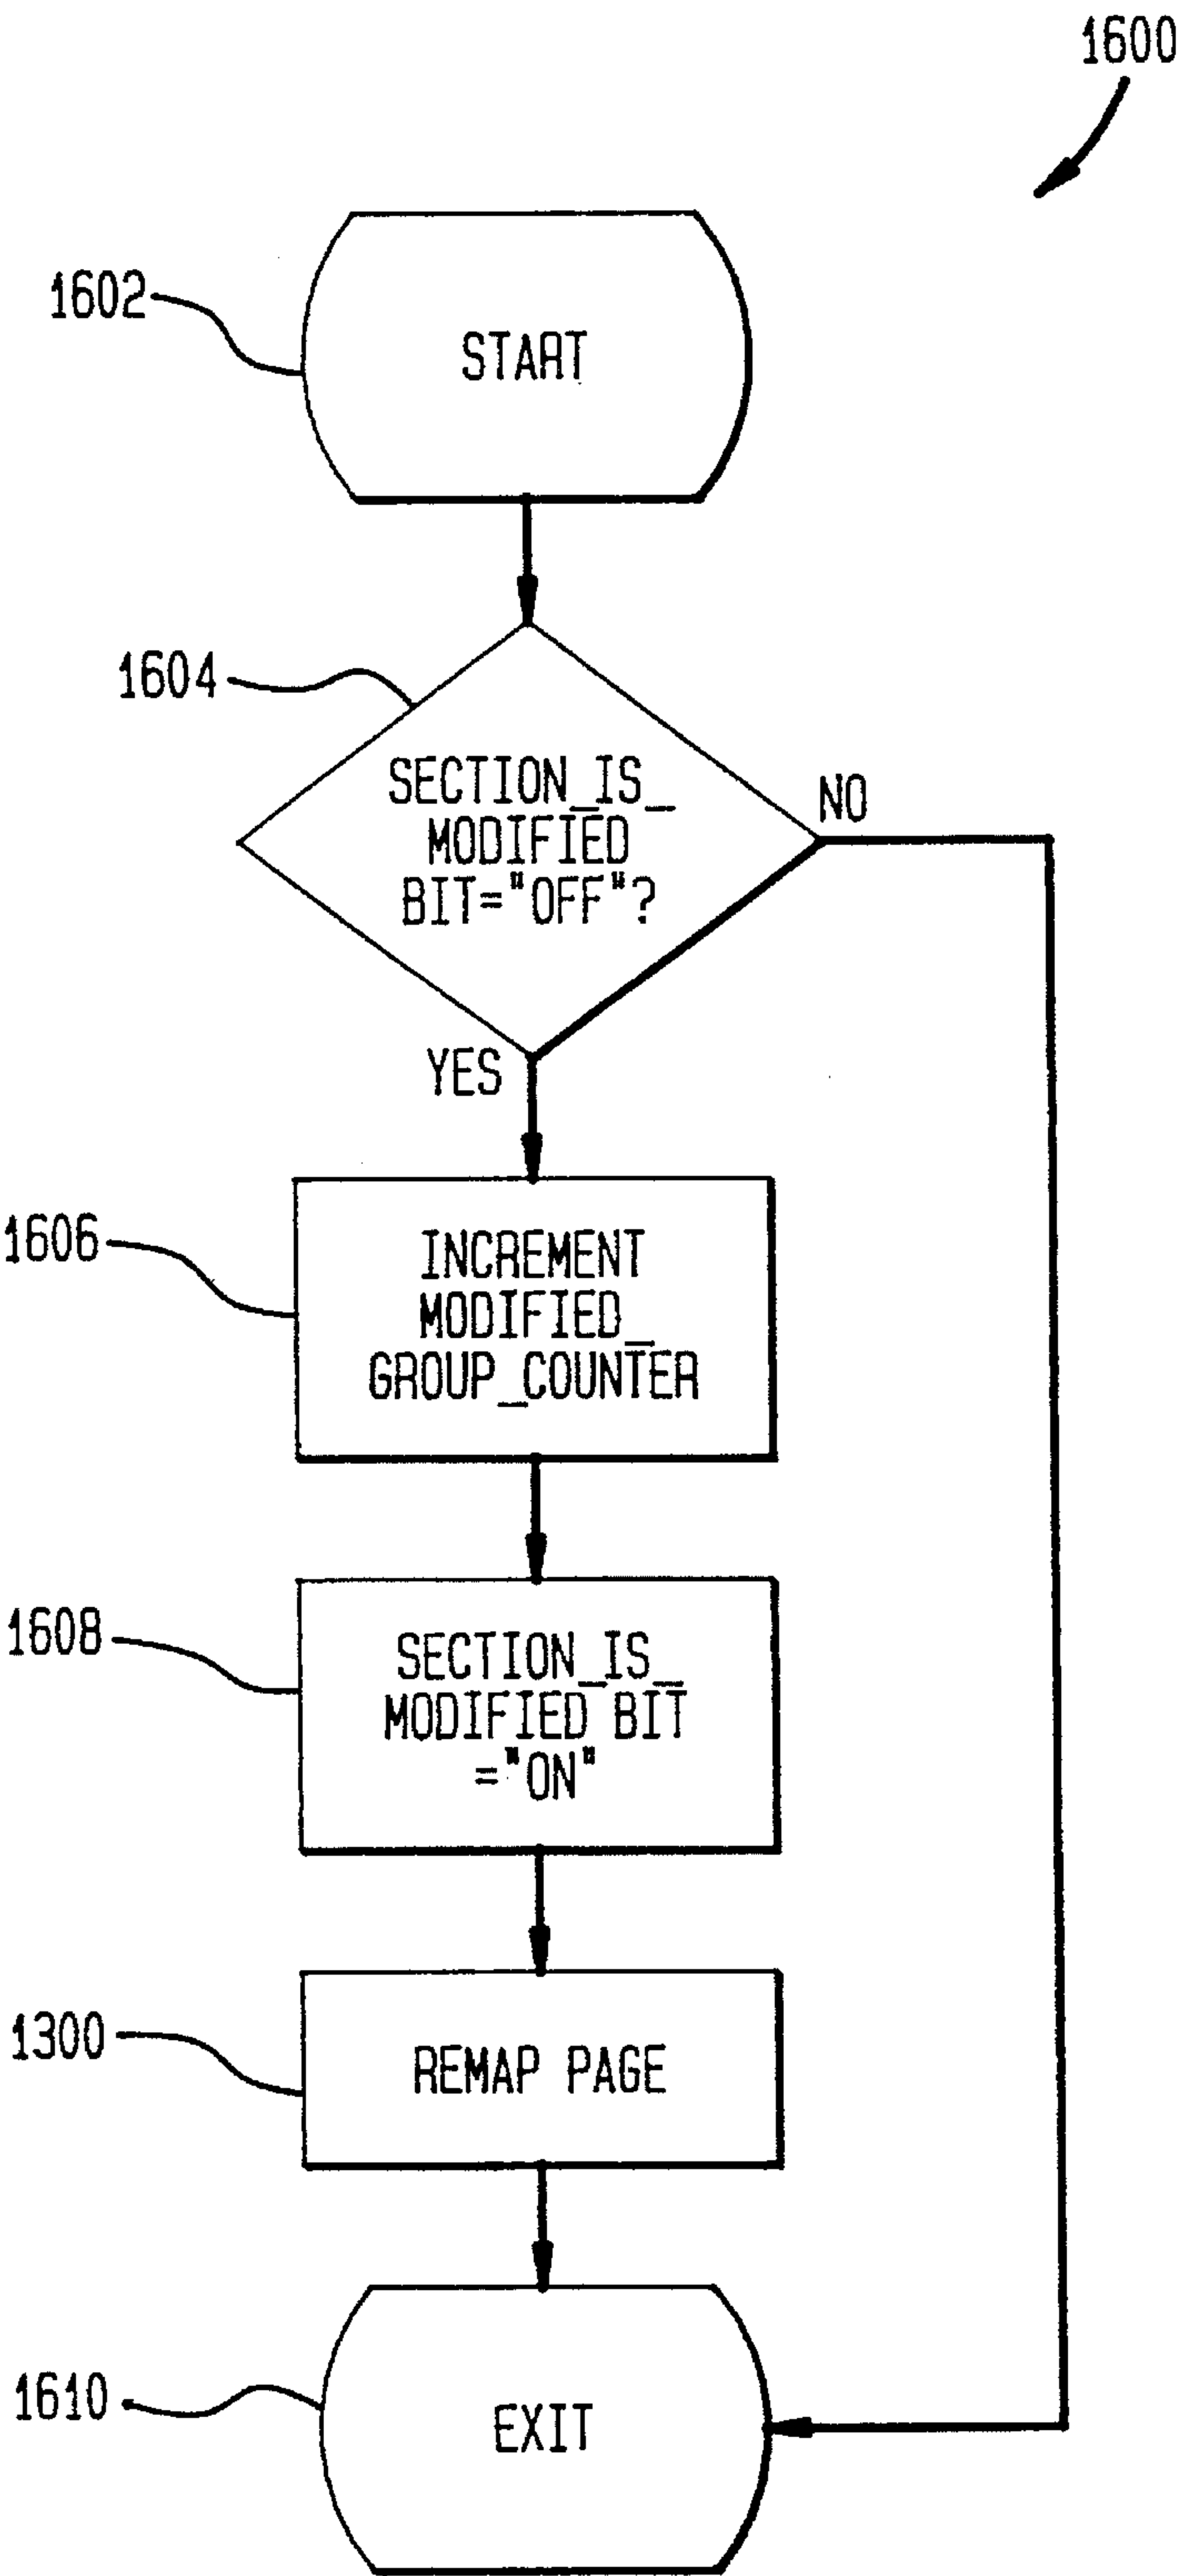 1600
1602
START
1604
SECTION_IS_
MODIFIED
BIT="OFF"?
NO
YES
1606
INCREMENT
MODIFIED_
GROUP_COUNTER
1608
SECTION_IS_
MODIFIED BIT
="ON"
1300
REMAP PAGE
1610
EXIT